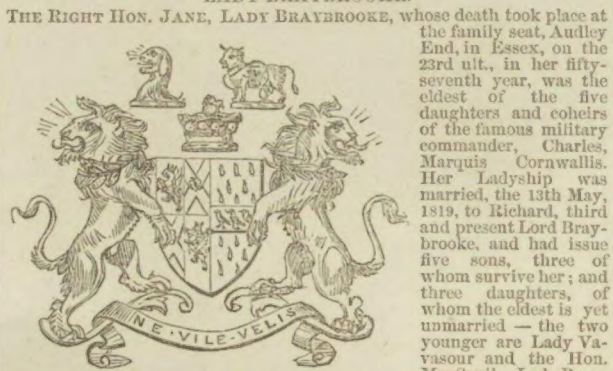 THE RIGHT HON. JANE, LADY BRAYBROOKE, whose death took place at
the family seat, Audley
End, in Essex, on the
23rd ult., in her fifty-
seventh year, was the
eldest of the five
daughters and coheirs
of the famous military
commander, Charles,
Marquis Cornwallis.
Her Ladyship was
married, the 13th May,
1819, to Richard, third
and present Lord Bray-
brooke, and had issue
five sons, three of
whom survive her; and
three daughters, of
whom the eldest is yet
unmarried — the two
younger are Lady Va-
vasour and the Hon.
NE · VILE · VELIS